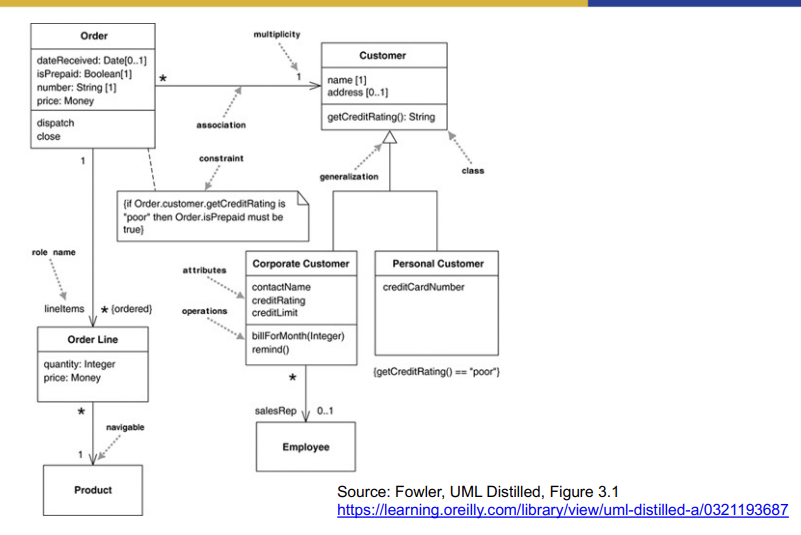 Order
dateReceived: Date[0..1]
isPrepaid: Boolean[1]
number: String [1]
price: Money
dispatch
close
multiplicity
*
1
association
Customer
name [1]
address [0..1]
getCreditRating(): String
class
generalization
constraint
{if Order.customer.getCreditRating is
"poor" then Order.isPrepaid must be
true}
1
role name
lineItems
* {ordered}
Order Line
quantity: Integer
price: Money
*
navigable
1
Product
attributes
operations
Corporate Customer
contactName
creditRating
creditLimit
billForMonth(Integer)
remind()
*
salesRep
0..1
Employee
Personal Customer
creditCardNumber
{getCreditRating() == "poor"}
Source: Fowler, UML Distilled, Figure 3.1
https://learning.oreilly.com/library/view/uml-distilled-a/0321193687